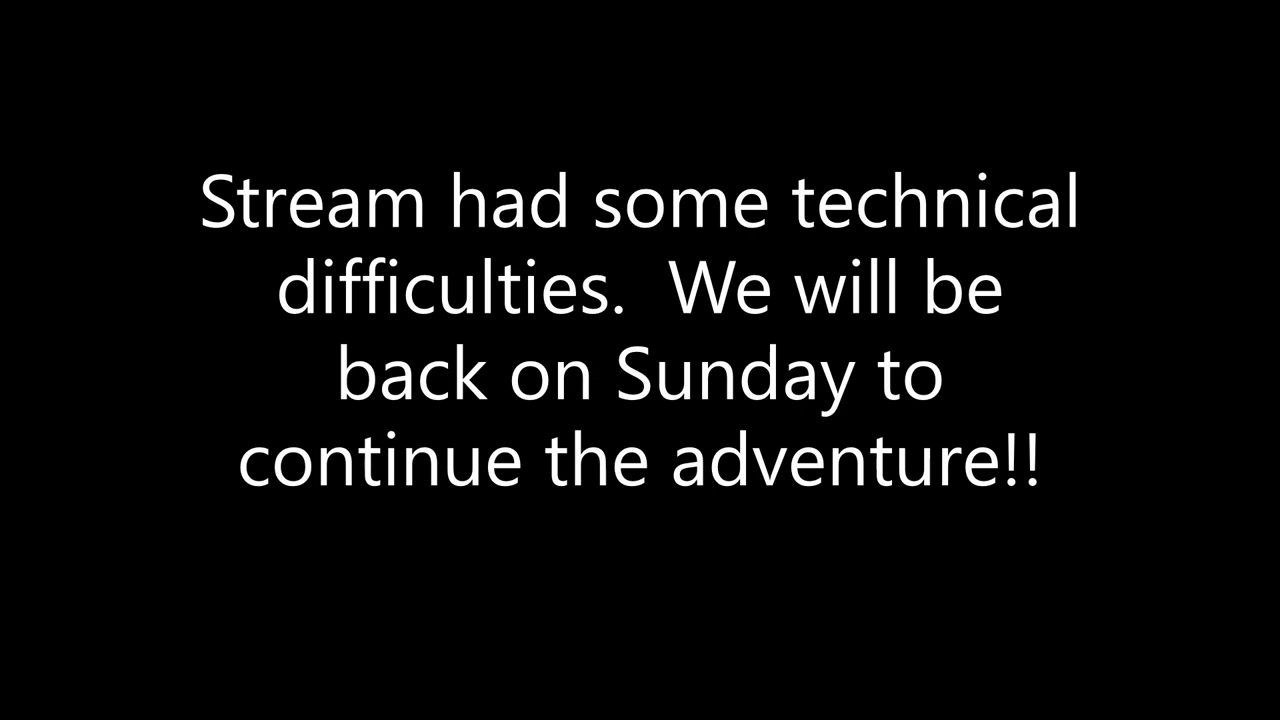 Stream had some technical
difficulties.  We will be
back on Sunday to
continue the adventure!!